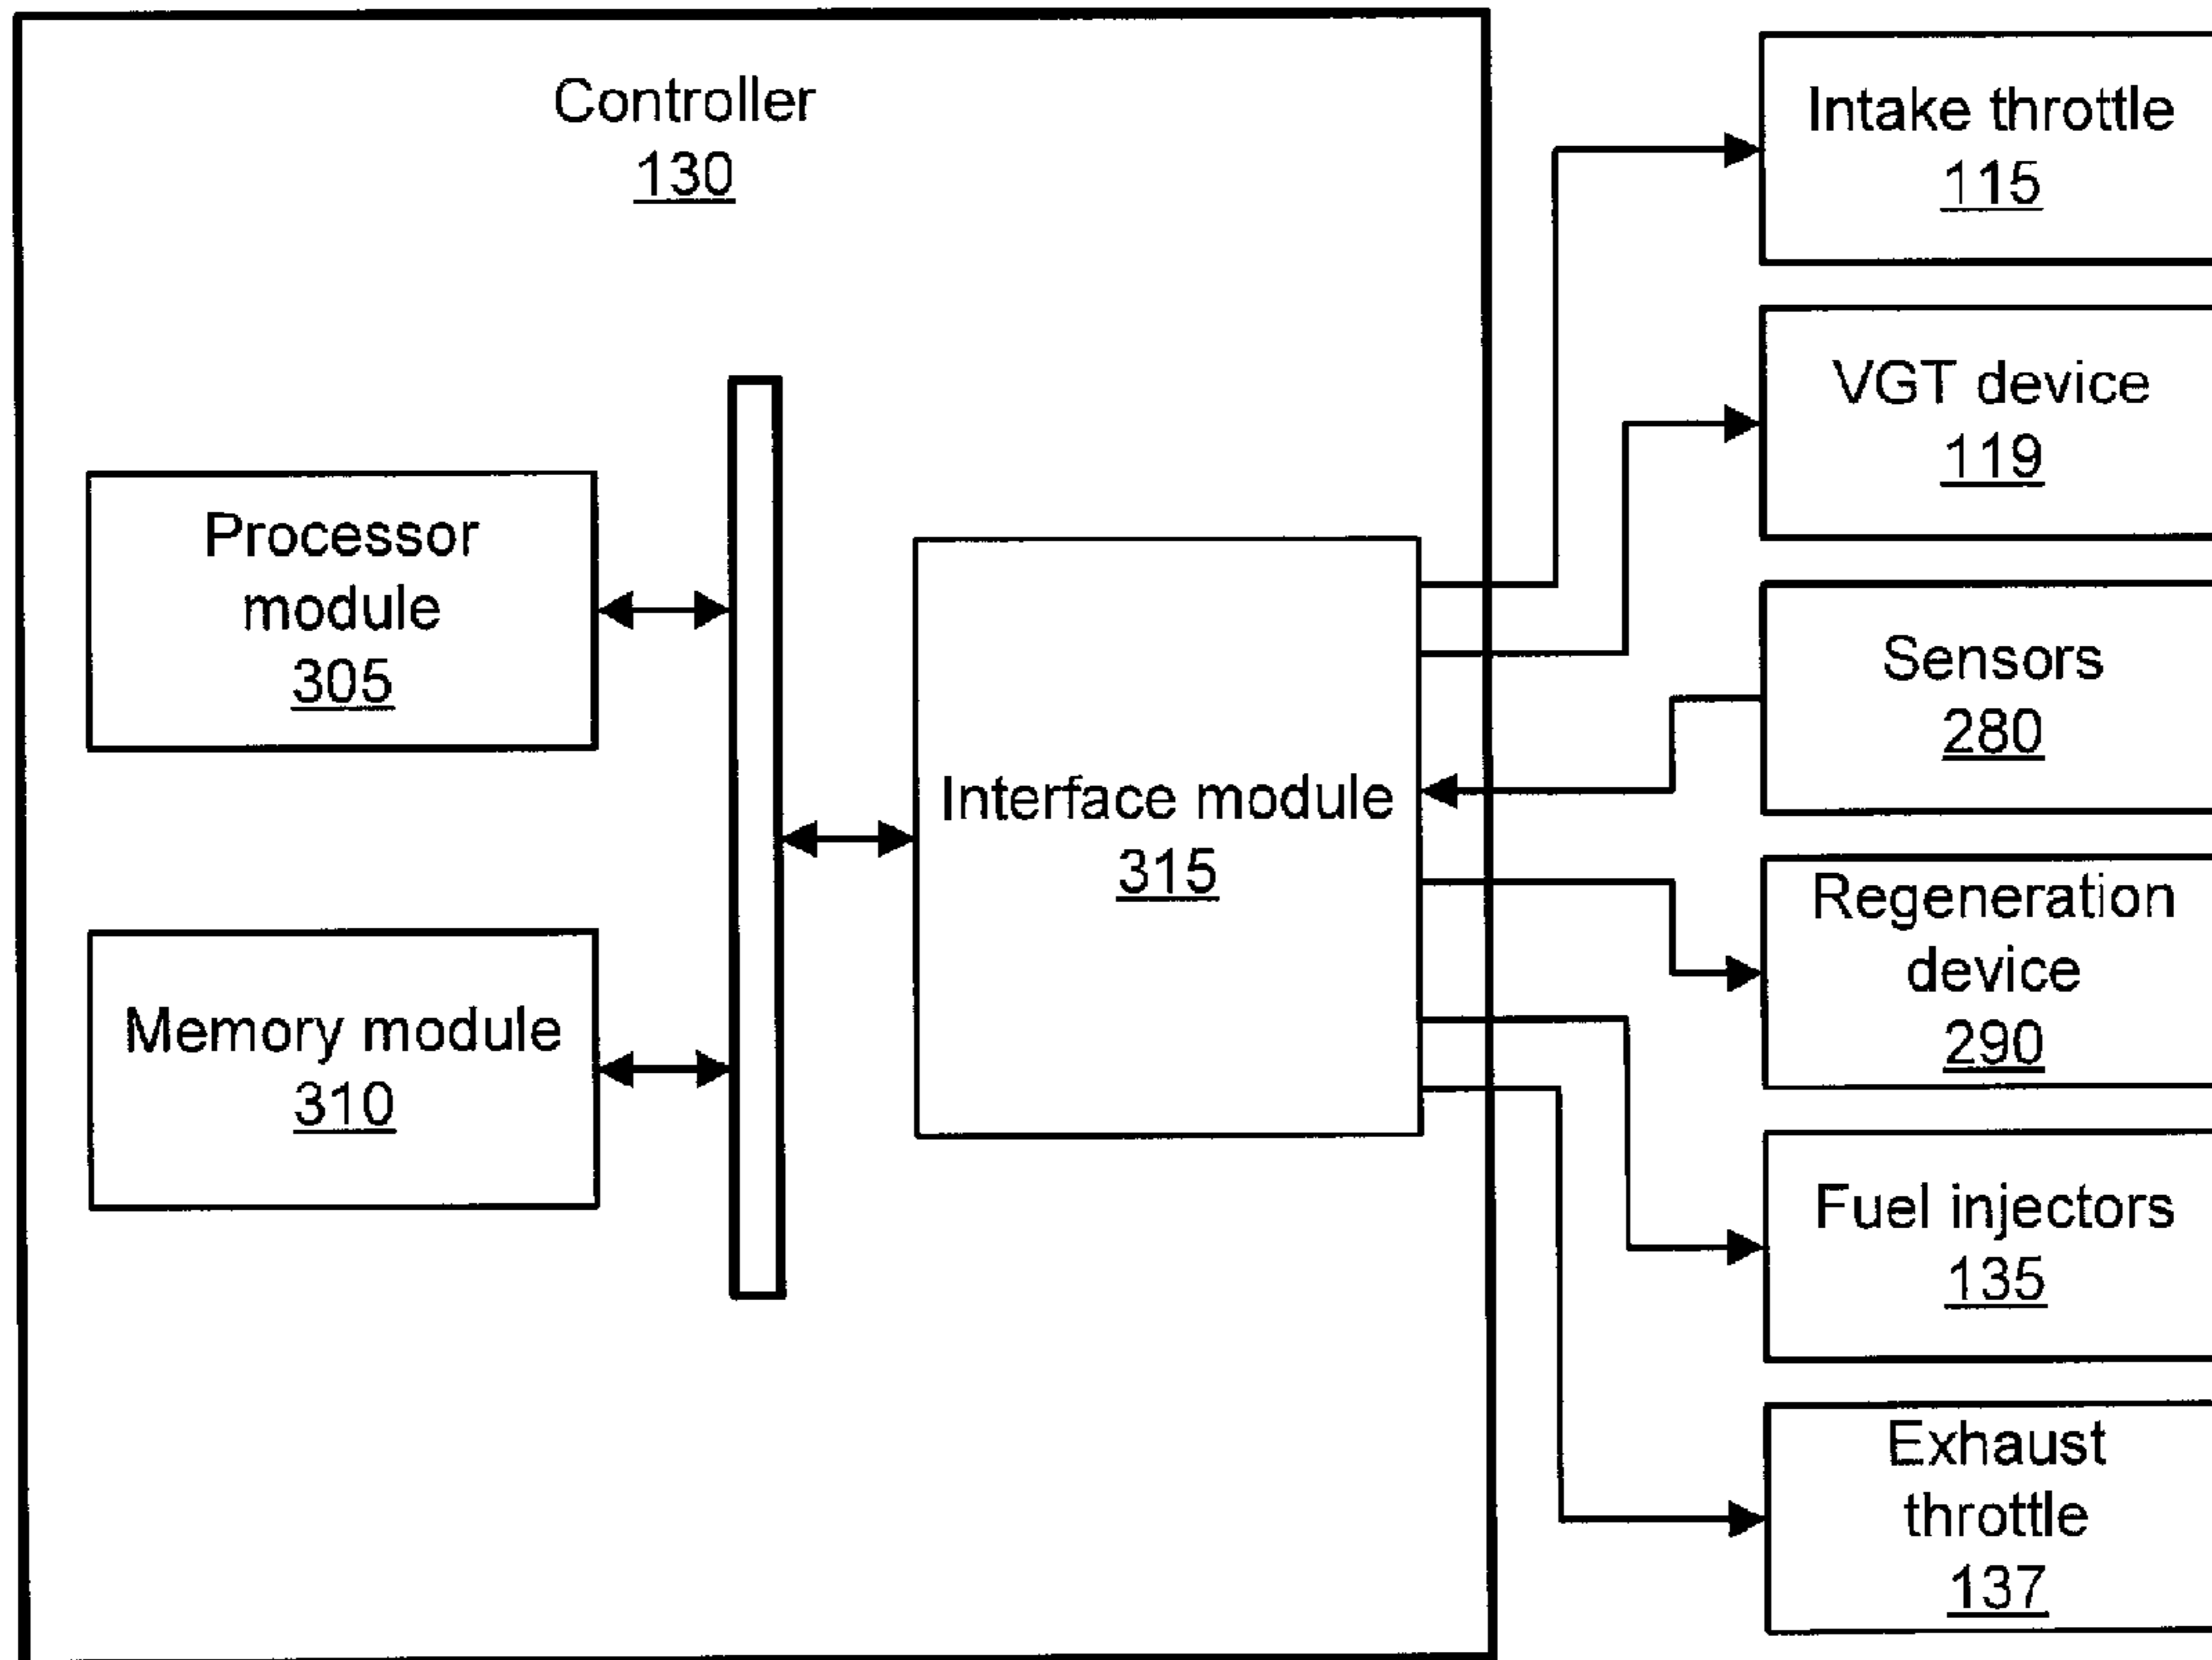 Controller
130
Processor
module
305
Memory module
310
Interface module
315
Intake throttle
115
VGT device
119
Sensors
280
Regeneration
device
290
Fuel injectors
135
Exhaust
throttle
137